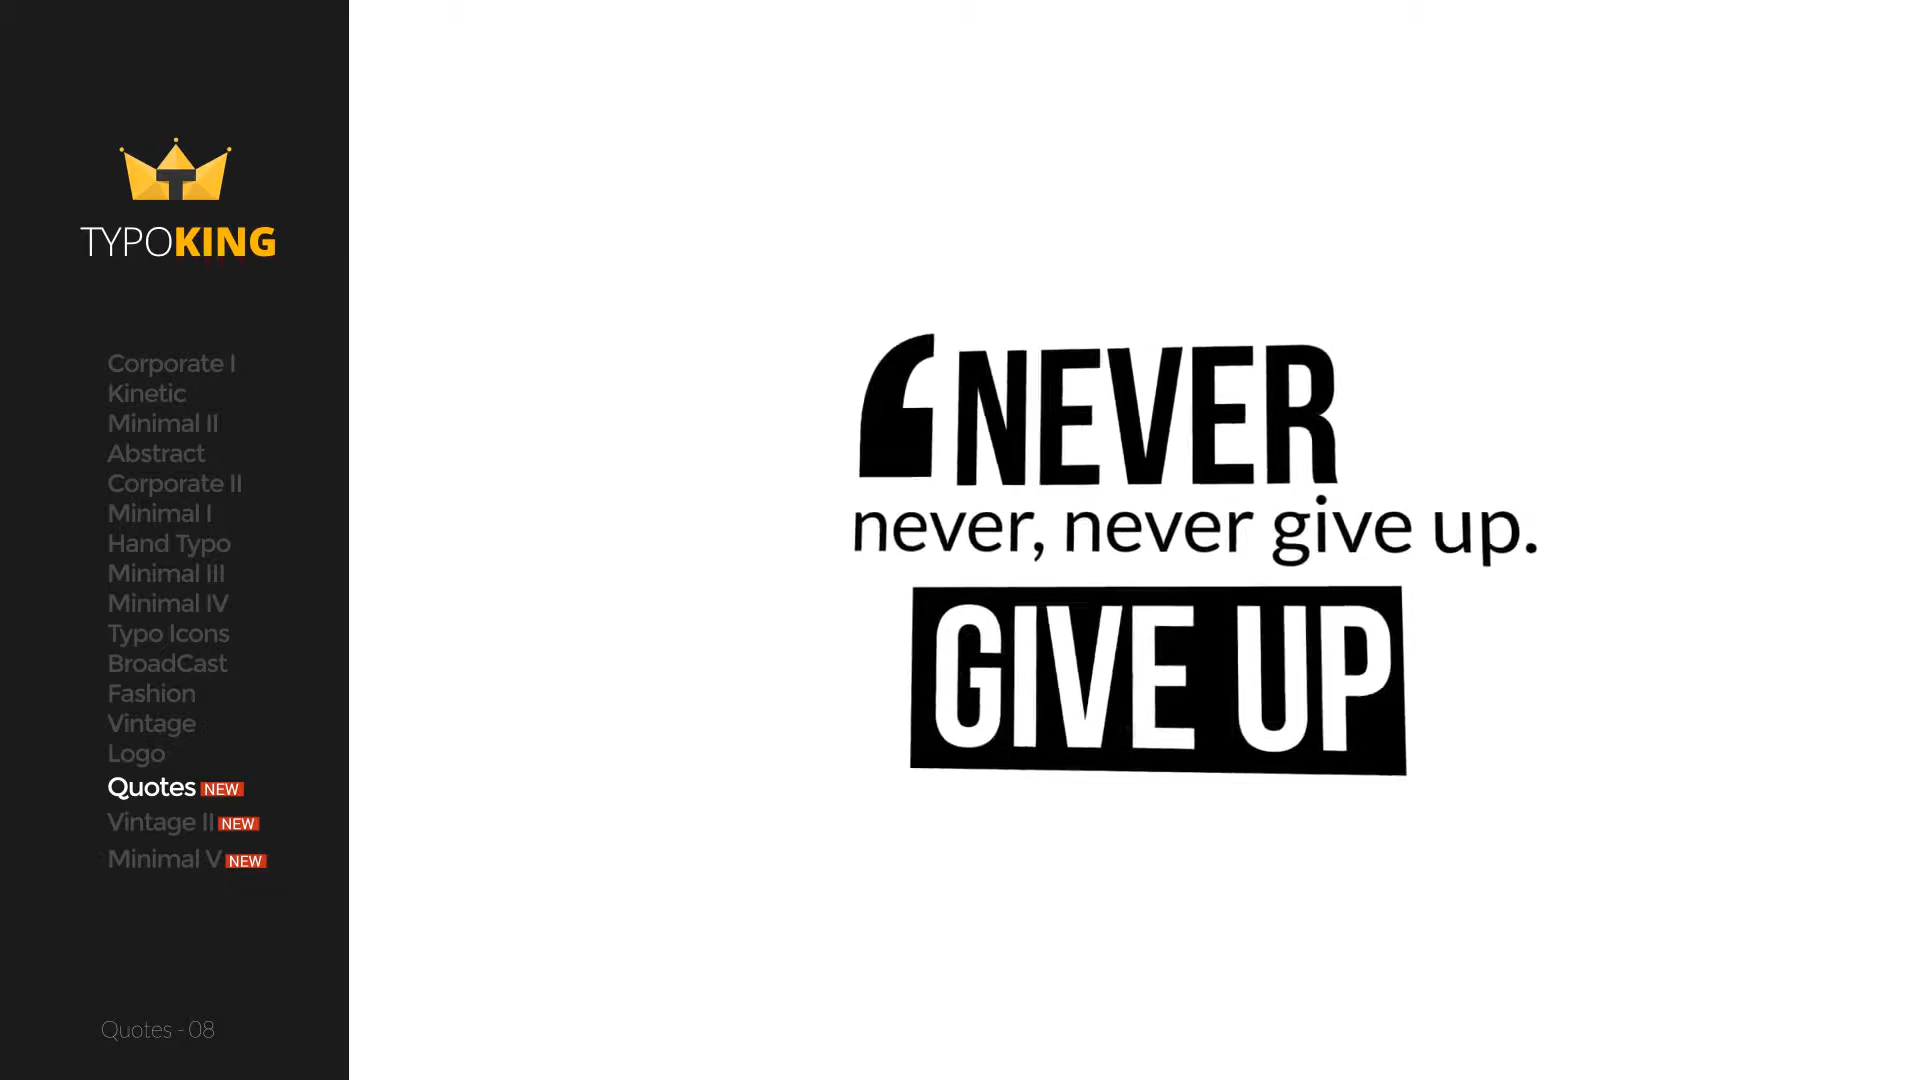 TYPOKING
Corporate I
Kinetic
Minimal II
Abstract
Corporate II
Minimal I
Hand Typo
Minimal III
Minimal IV
Typo Icons
BroadCast
Fashion
Vintage
Logo
Quotes NEW
Vintage II NEW
Minimal V NEW
Quotes - 08
‘NEVER
never, never give up.
GIVE UP